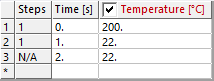 Steps Time [s] Temperature [°C]
1 1 0. 200.
2 1 1. 22.
3 N/A 2. 22.
*